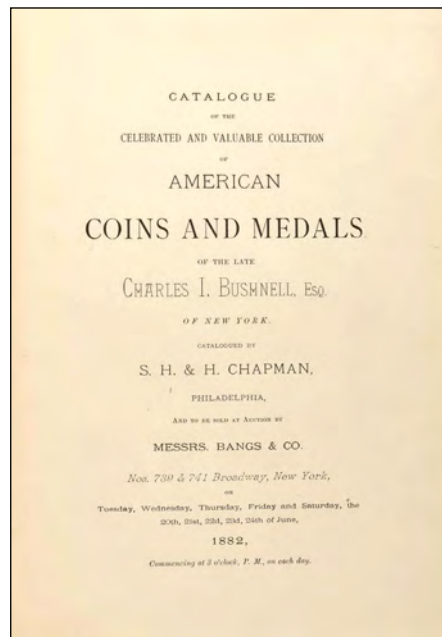 CATALOGUE
OF THE
CELEBRATED AND VALUABLE COLLECTION
OF
AMERICAN
COINS AND MEDALS
OF THE LATE
CHARLES I. BUSHNELL, ESQ.
OF NEW YORK.
CATALOGUED BY
S. H. & H. CHAPMAN,
PHILADELPHIA,
AND TO BE SOLD AT AUCTION BY
MESSRS. BANGS & CO.
Nos. 739 & 741 Broadway, New York,
ON
Tuesday, Wednesday, Thursday, Friday and Saturday, the
20th, 21st, 22d, 23d, 24th of June,
1882,
Commencing at 3 o'clock, P. M., on each day.